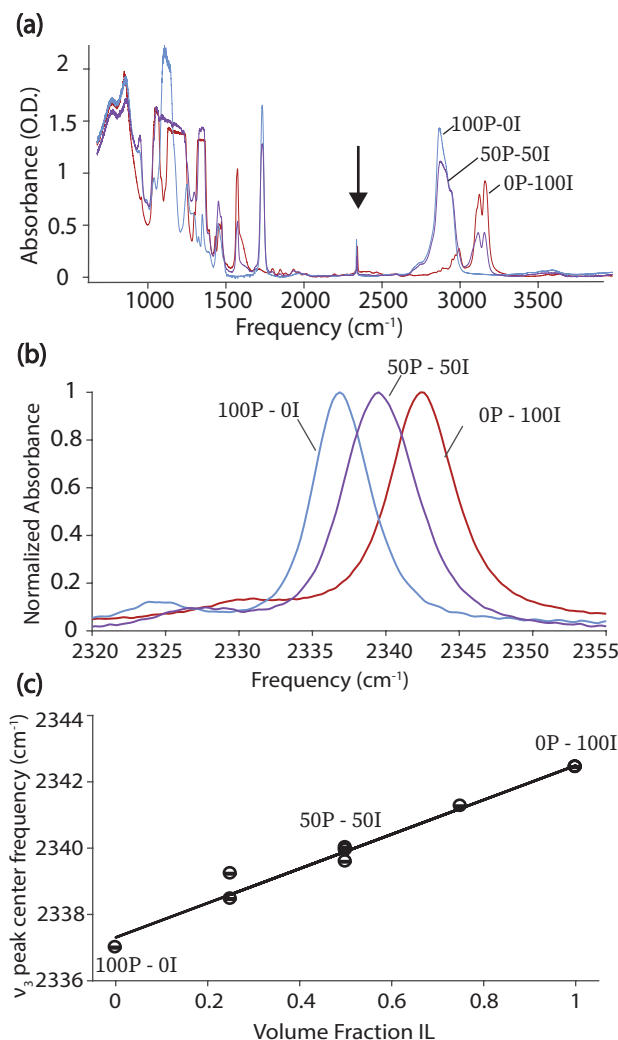 (a)
Absorbance (O.D.)
2
1.5
1
0.5
0
100P-0I
50P-50I
0P-100I
1000 1500 2000 2500 3000 3500
Frequency (cm⁻¹)
(b)
Normalized Absorbance
1
0.8
0.6
0.4
0.2
0
50P - 50I
100P - 0I
0P - 100I
2320 2325 2330 2335 2340 2345 2350 2355
Frequency (cm⁻¹)
(c)
ν₃ peak center frequency (cm⁻¹)
2344
2342
2340
2338
2336
0P - 100I
50P - 50I
100P - 0I
0 0.2 0.4 0.6 0.8 1
Volume Fraction IL